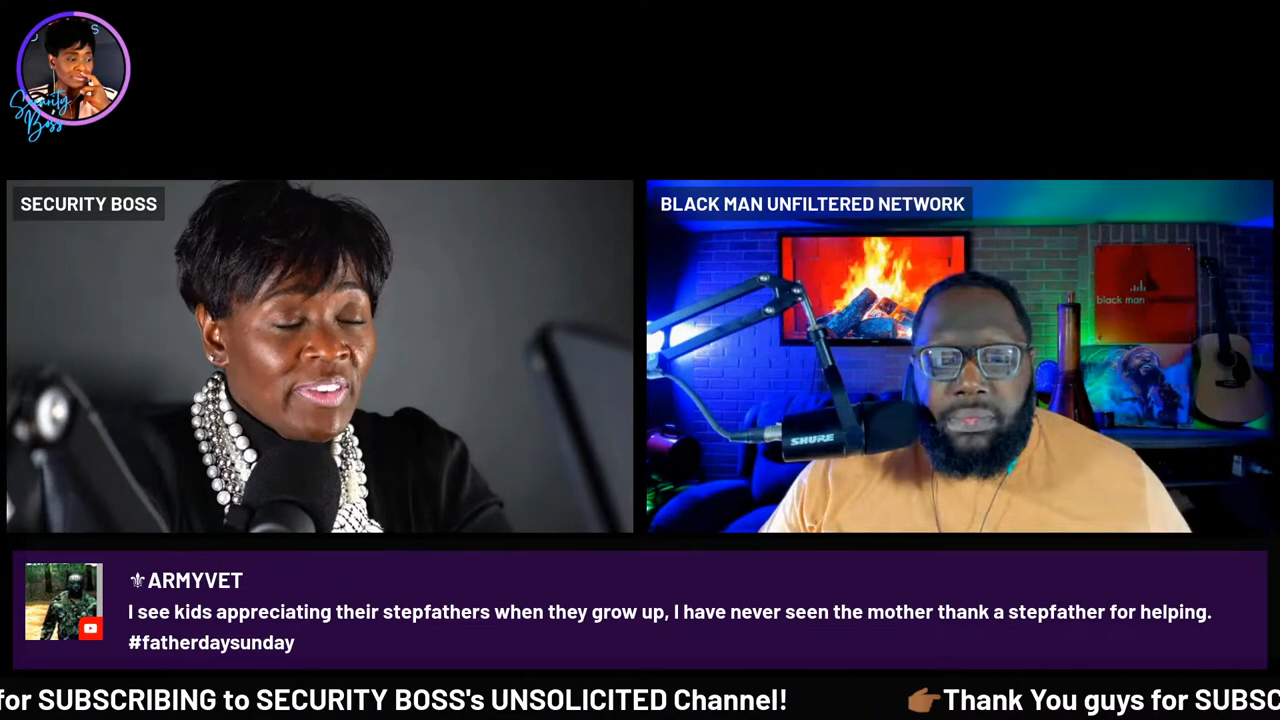 Security
Boss
SECURITY BOSS
BLACK MAN UNFILTERED NETWORK
black man
SHURE
⚜ARMYVET
I see kids appreciating their stepfathers when they grow up, I have never seen the mother thank a stepfather for helping.
#fatherdaysunday
for SUBSCRIBING to SECURITY BOSS's UNSOLICITED Channel! 👉🏾Thank You guys for SUBSC